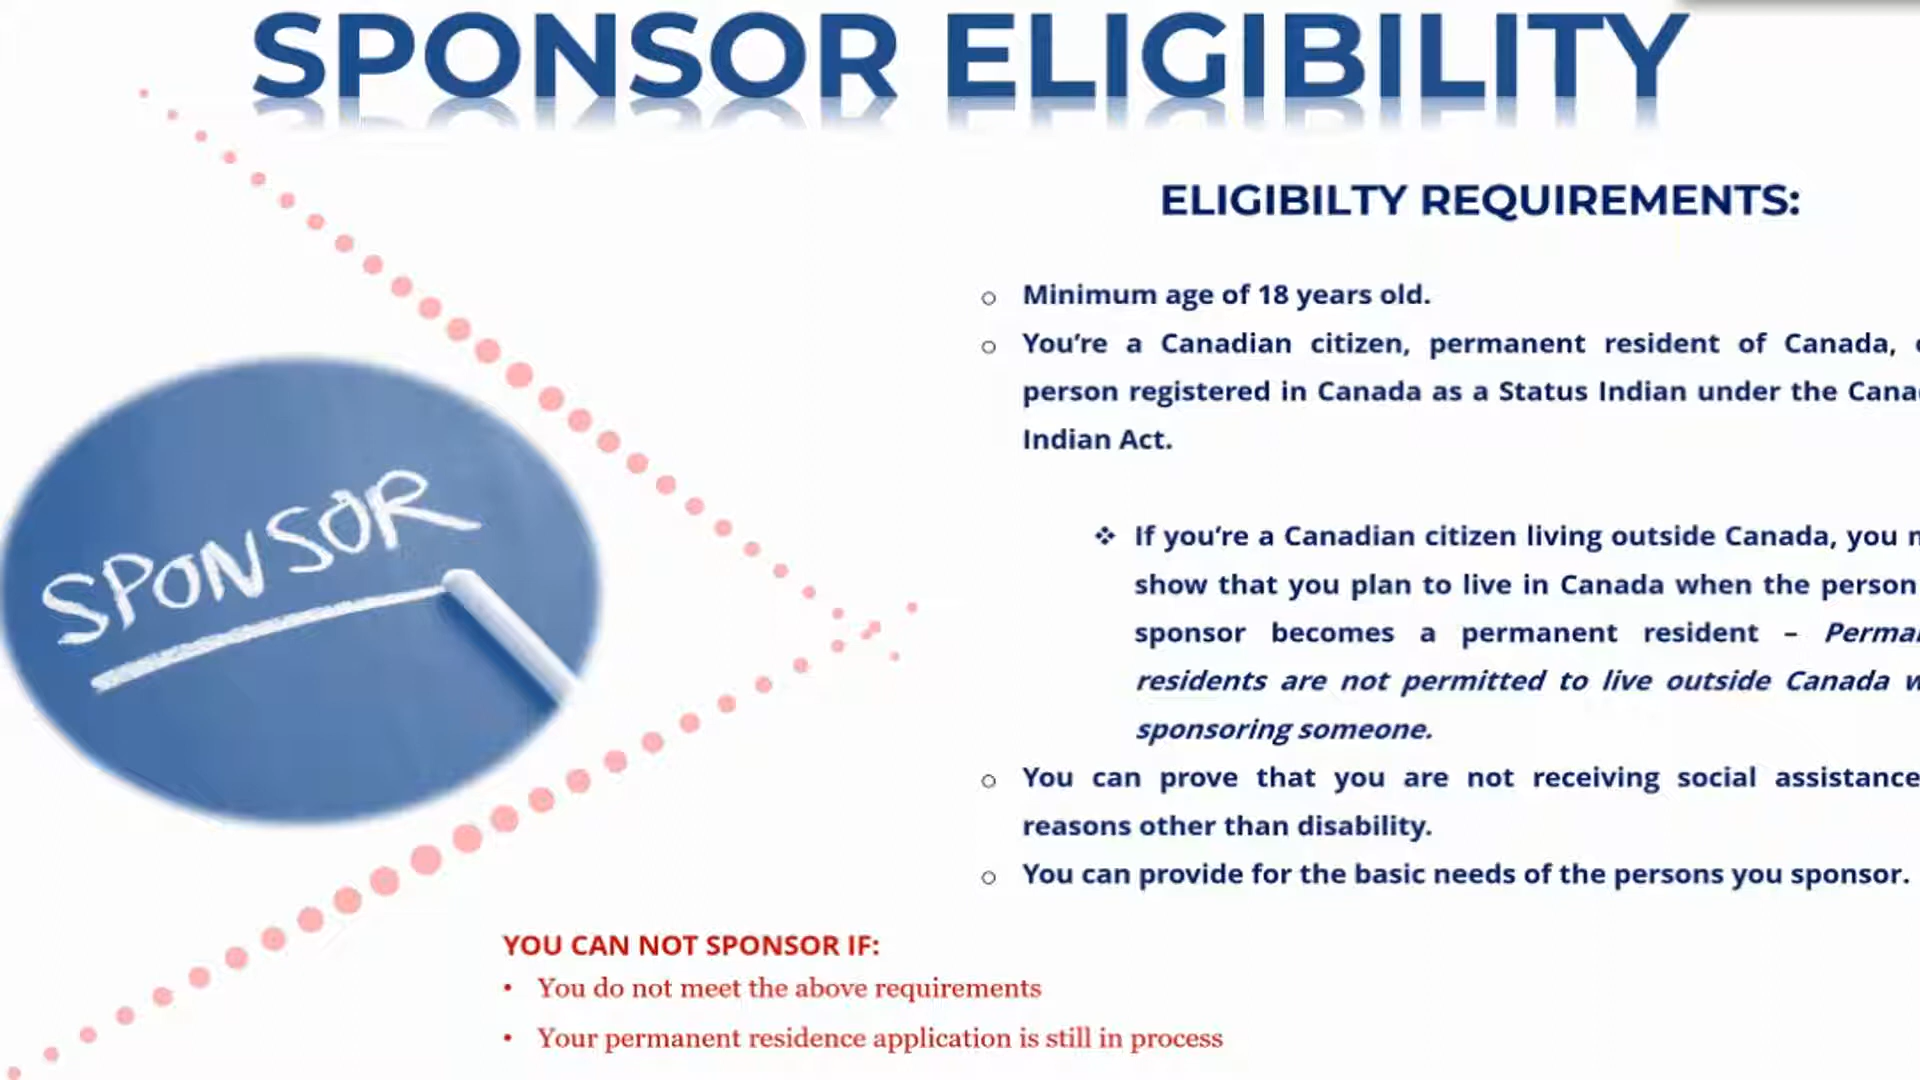 SPONSOR ELIGIBILITY
ELIGIBILTY REQUIREMENTS:
○ Minimum age of 18 years old.
○ You're a Canadian citizen, permanent resident of Canada,
person registered in Canada as a Status Indian under the
Indian Act.
❖ If you're a Canadian citizen living outside Canada, you
show that you plan to live in Canada when the person
sponsor becomes a permanent resident –
residents are not permitted to live outside Canada
sponsoring someone.
○ You can prove that you are not receiving social assistance
reasons other than disability.
○ You can provide for the basic needs of the persons you sponsor.
SPONSOR
YOU CAN NOT SPONSOR IF:
• You do not meet the above requirements
• Your permanent residence application is still in process